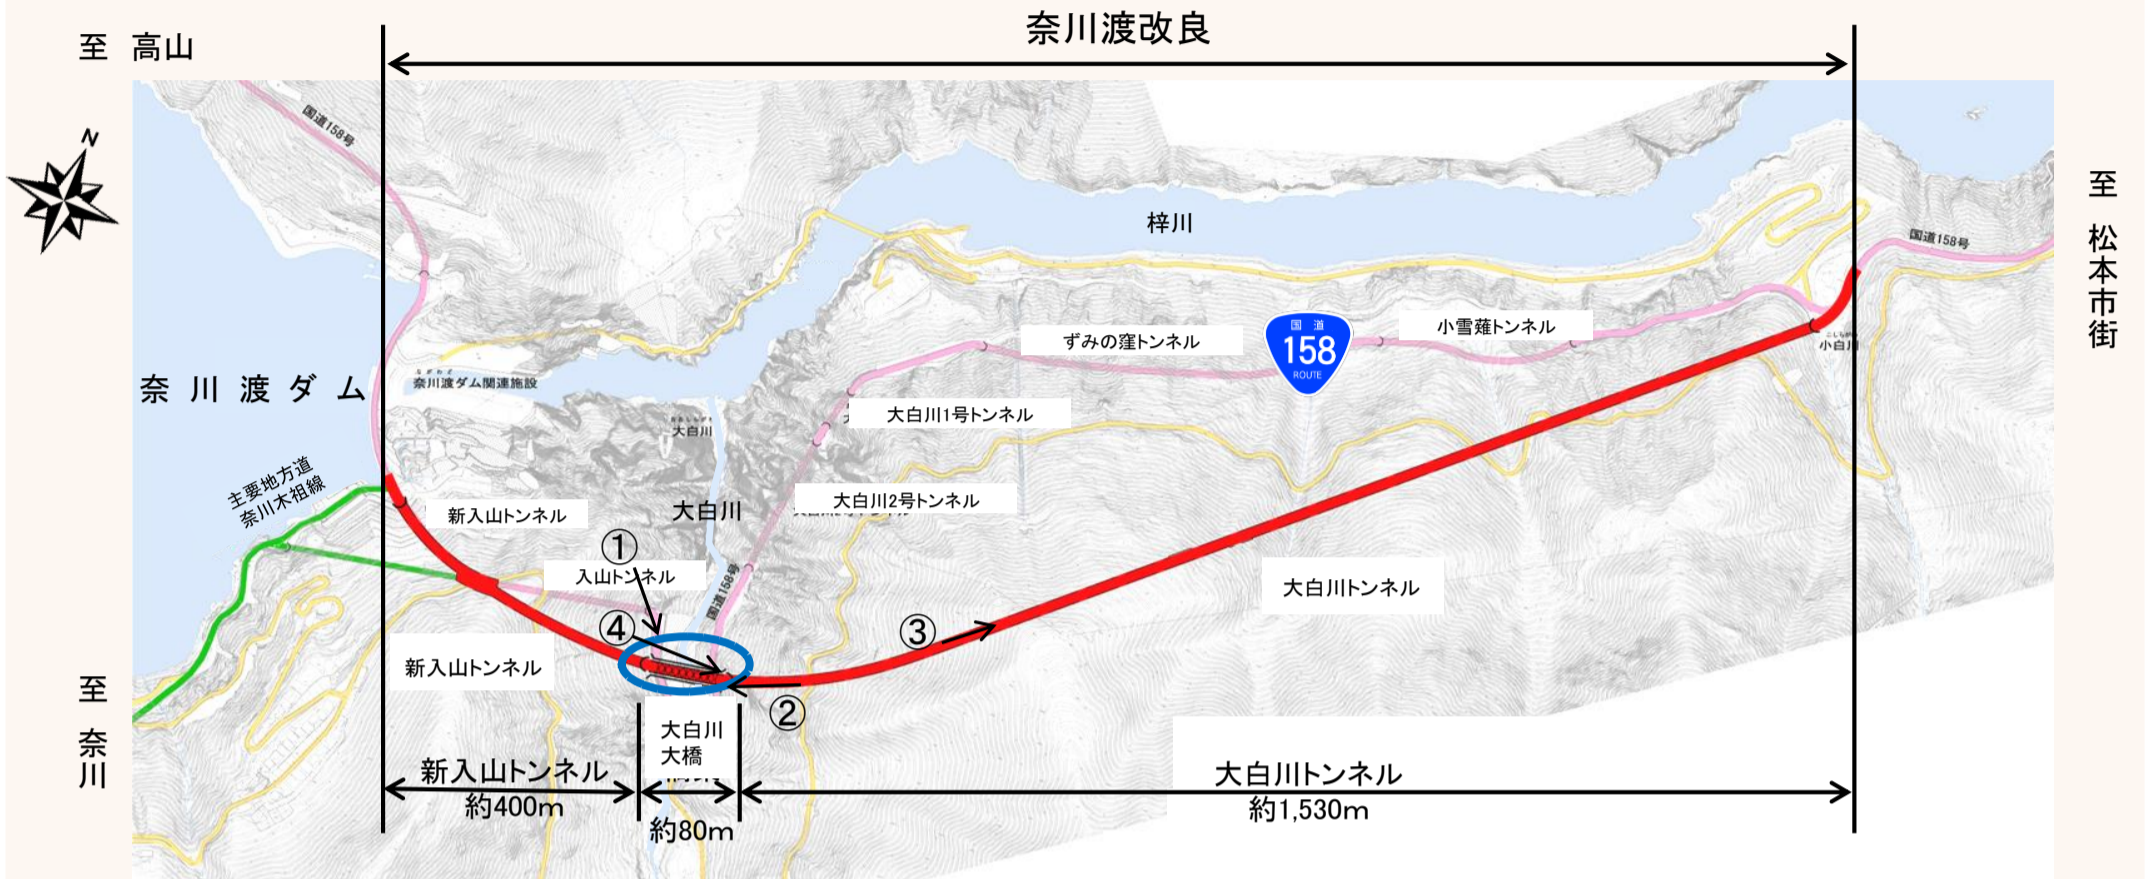 奈川渡改良
至 高山
N
国道158号
梓川
国道158号
至 松本市街
ずみの窪トンネル
国道
158
ROUTE
小雪薙トンネル
小白川
奈川渡ダム
奈川渡ダム関連施設
大白川
大白川1号トンネル
主要地方道
奈川木祖線
新入山トンネル
大白川
大白川2号トンネル
①
入山トンネル
国道158号
大白川トンネル
④
③
新入山トンネル
②
至 奈川
大白川
大橋
新入山トンネル
約400m
約80m
大白川トンネル
約1,530m